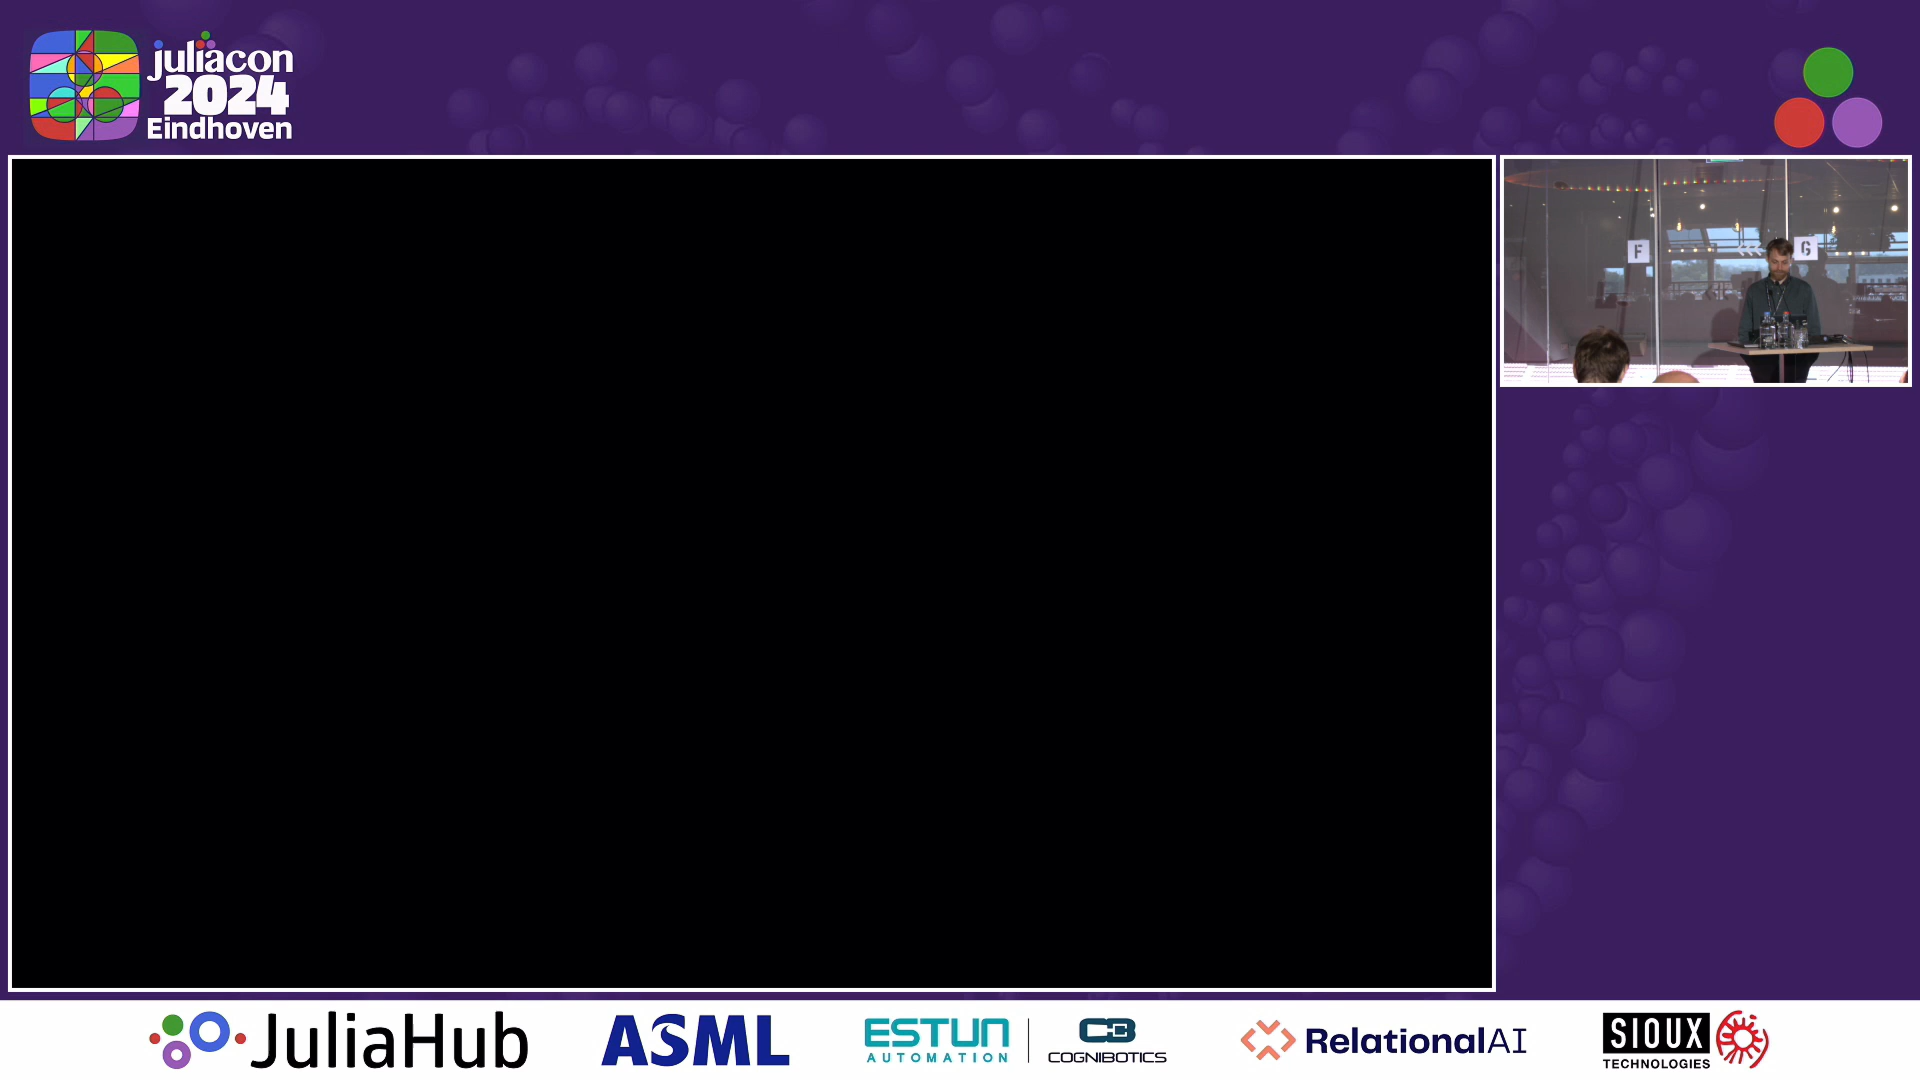 juliacon
2024
Eindhoven
F
G
JuliaHub
ASML
ESTUN
AUTOMATION
COGNIBOTICS
RelationalAI
SIOUX
TECHNOLOGIES